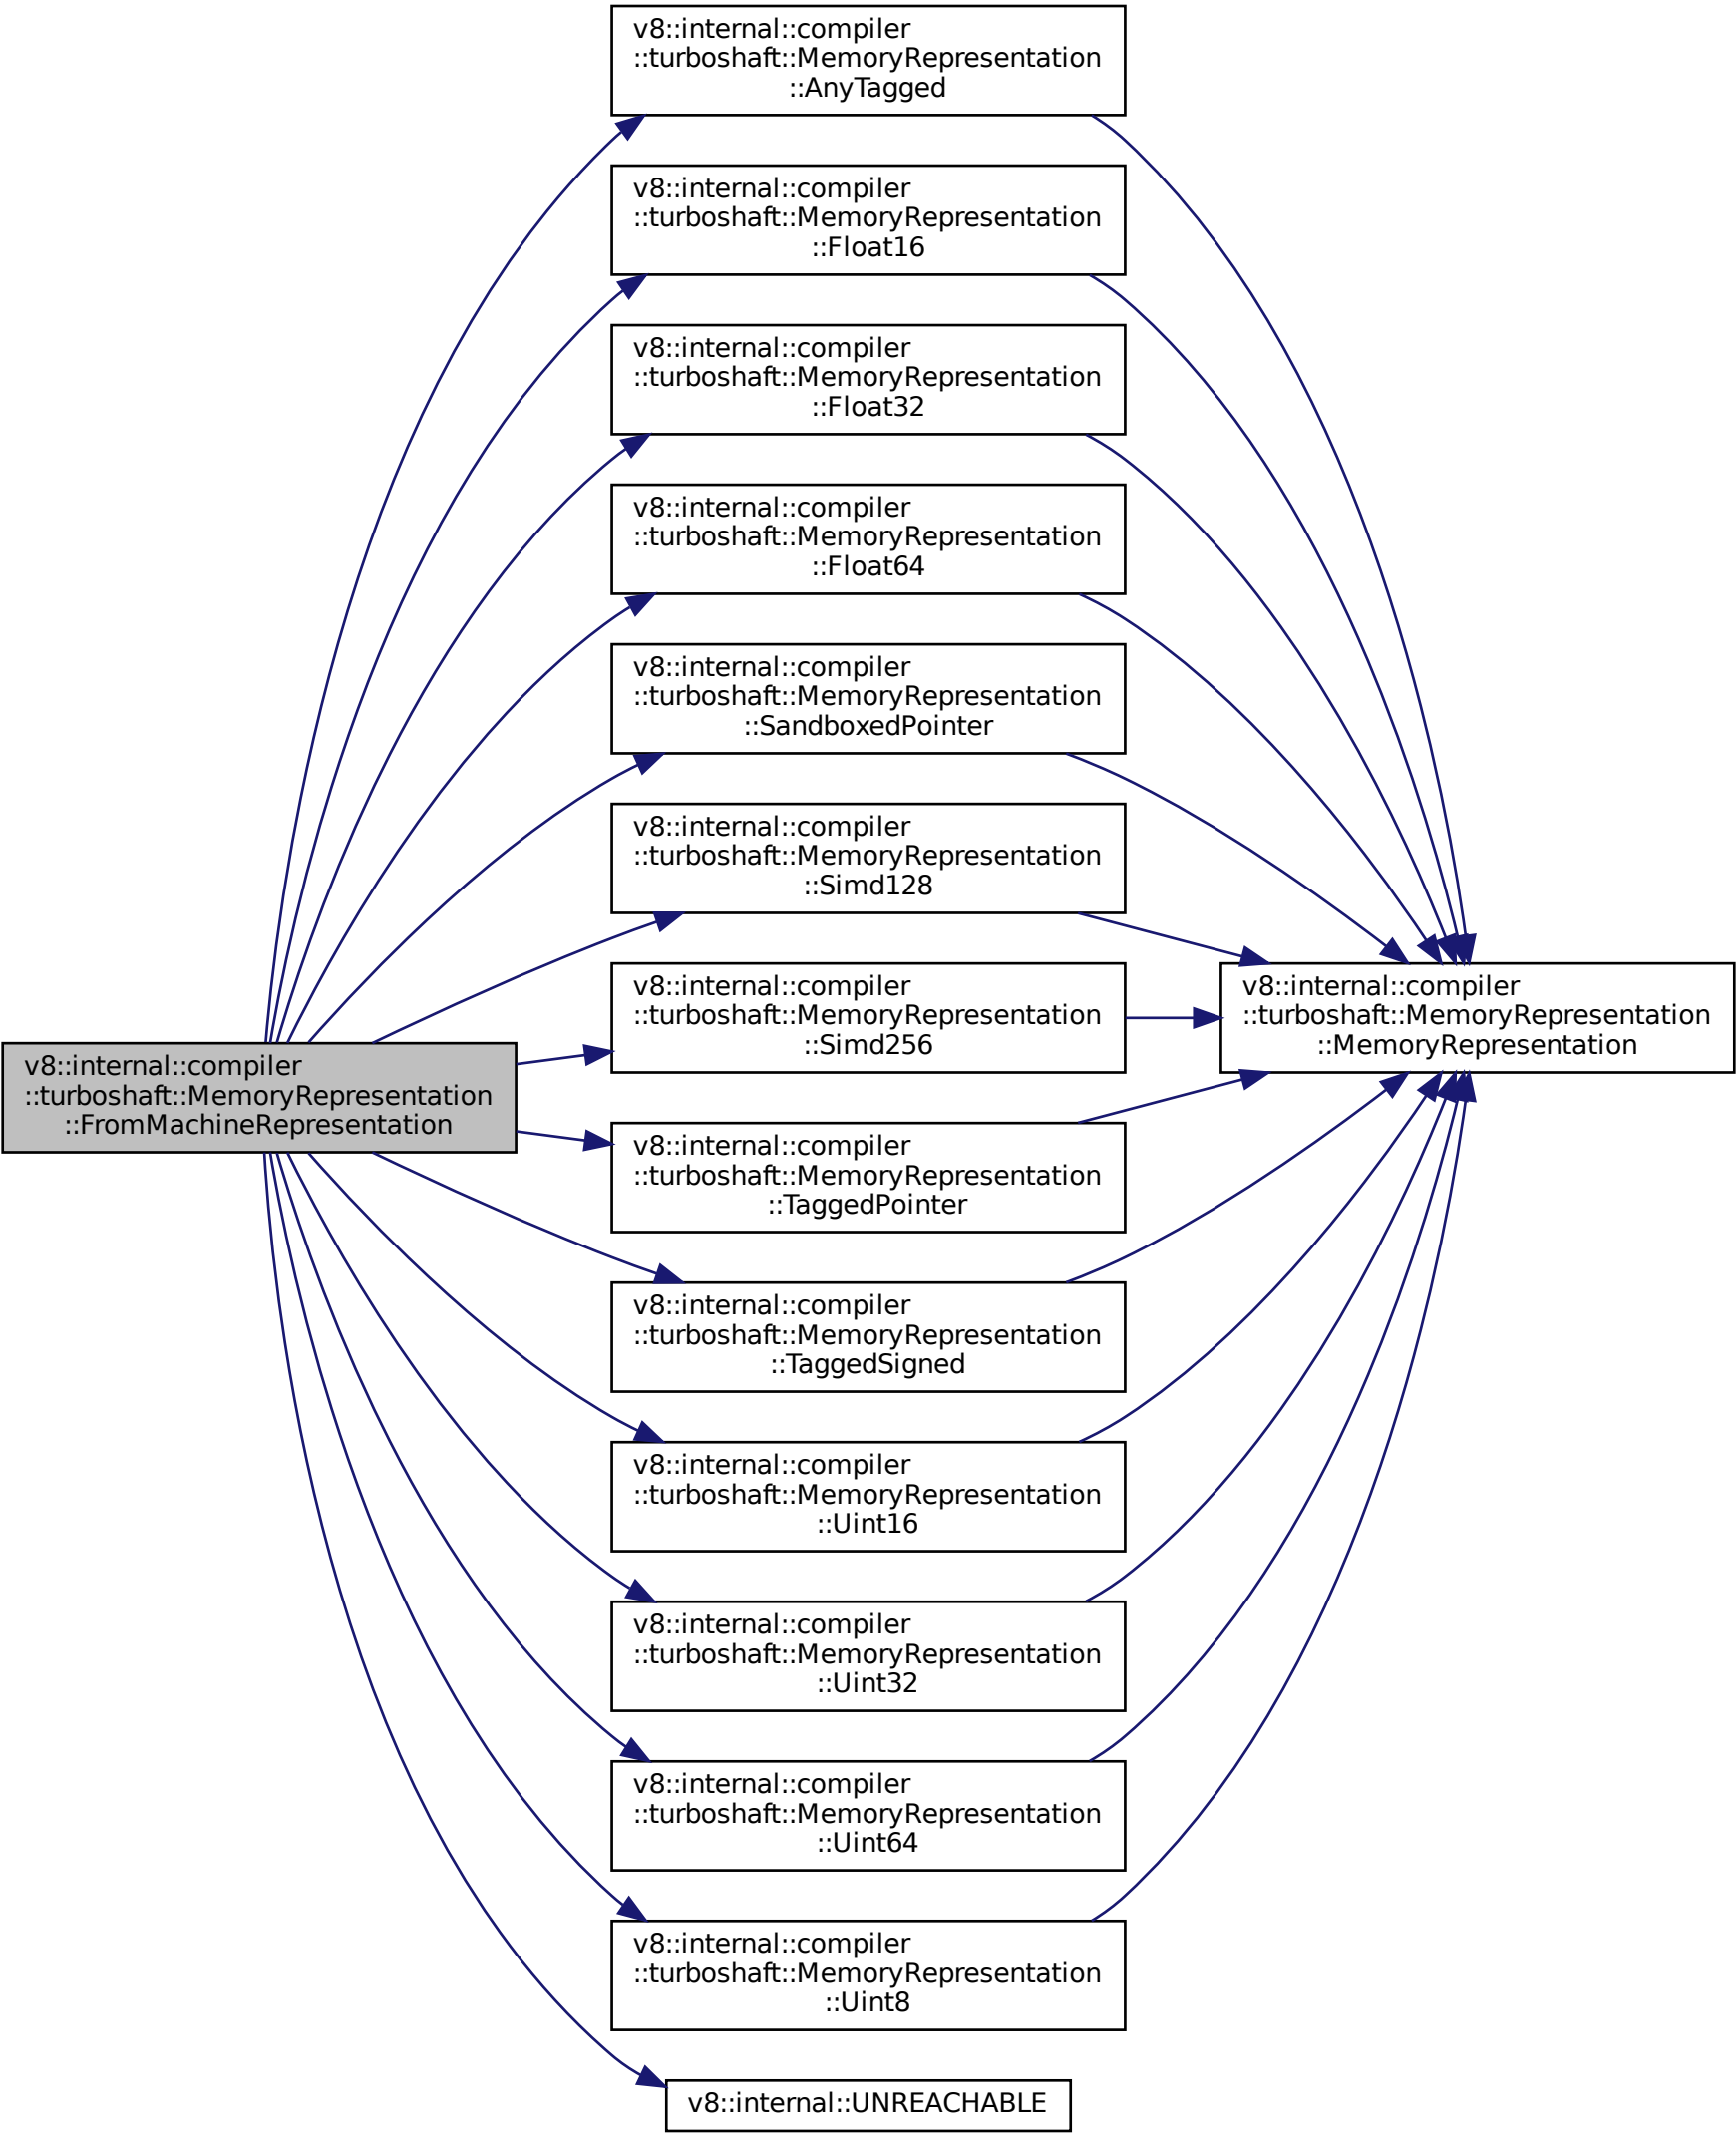 v8::internal::compiler
::turboshaft::MemoryRepresentation
::AnyTagged
v8::internal::compiler
::turboshaft::MemoryRepresentation
::Float16
v8::internal::compiler
::turboshaft::MemoryRepresentation
::Float32
v8::internal::compiler
::turboshaft::MemoryRepresentation
::Float64
v8::internal::compiler
::turboshaft::MemoryRepresentation
::SandboxedPointer
v8::internal::compiler
::turboshaft::MemoryRepresentation
::Simd128
v8::internal::compiler
::turboshaft::MemoryRepresentation
::Simd256
v8::internal::compiler
::turboshaft::MemoryRepresentation
::MemoryRepresentation
v8::internal::compiler
::turboshaft::MemoryRepresentation
::FromMachineRepresentation
v8::internal::compiler
::turboshaft::MemoryRepresentation
::TaggedPointer
v8::internal::compiler
::turboshaft::MemoryRepresentation
::TaggedSigned
v8::internal::compiler
::turboshaft::MemoryRepresentation
::Uint16
v8::internal::compiler
::turboshaft::MemoryRepresentation
::Uint32
v8::internal::compiler
::turboshaft::MemoryRepresentation
::Uint64
v8::internal::compiler
::turboshaft::MemoryRepresentation
::Uint8
v8::internal::UNREACHABLE